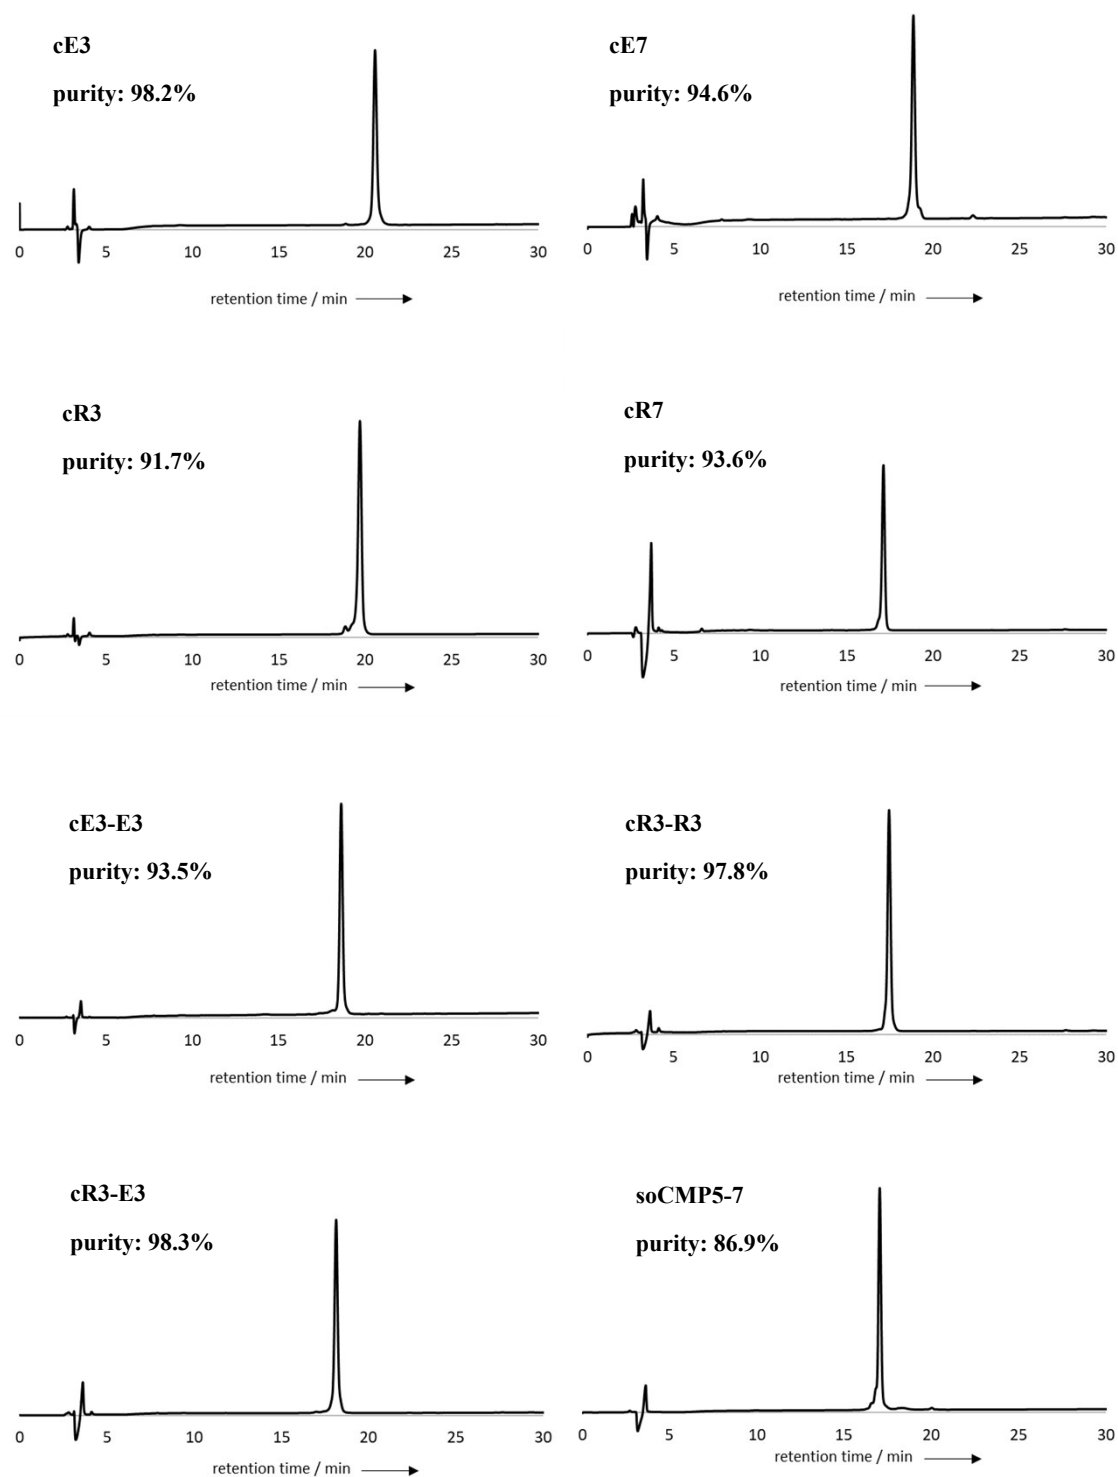 cE3
purity: 98.2%
0 5 10 15 20 25 30
retention time / min
cE7
purity: 94.6%
0 5 10 15 20 25 30
retention time / min
cR3
purity: 91.7%
0 5 10 15 20 25 30
retention time / min
cR7
purity: 93.6%
0 5 10 15 20 25 30
retention time / min
cE3-E3
purity: 93.5%
0 5 10 15 20 25 30
retention time / min
cR3-R3
purity: 97.8%
0 5 10 15 20 25 30
retention time / min
cR3-E3
purity: 98.3%
0 5 10 15 20 25 30
retention time / min
soCMP5-7
purity: 86.9%
0 5 10 15 20 25 30
retention time / min